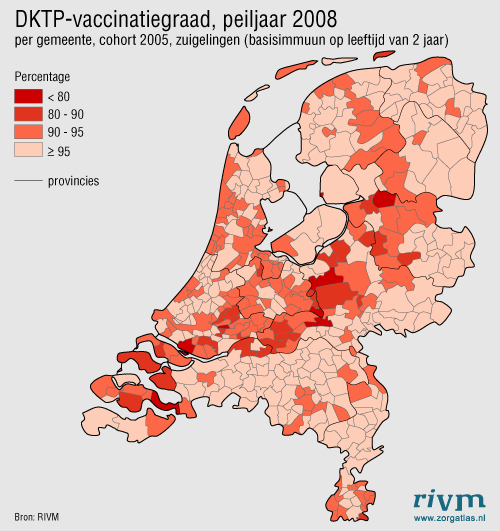 DKTP-vaccinatiegraad, peiljaar 2008
per gemeente, cohort 2005, zuigelingen (basisimmuun op leeftijd van 2 jaar)
Percentage
< 80
80 - 90
90 - 95
≥ 95
provincies
Bron: RIVM
rivm
www.zorgatlas.nl